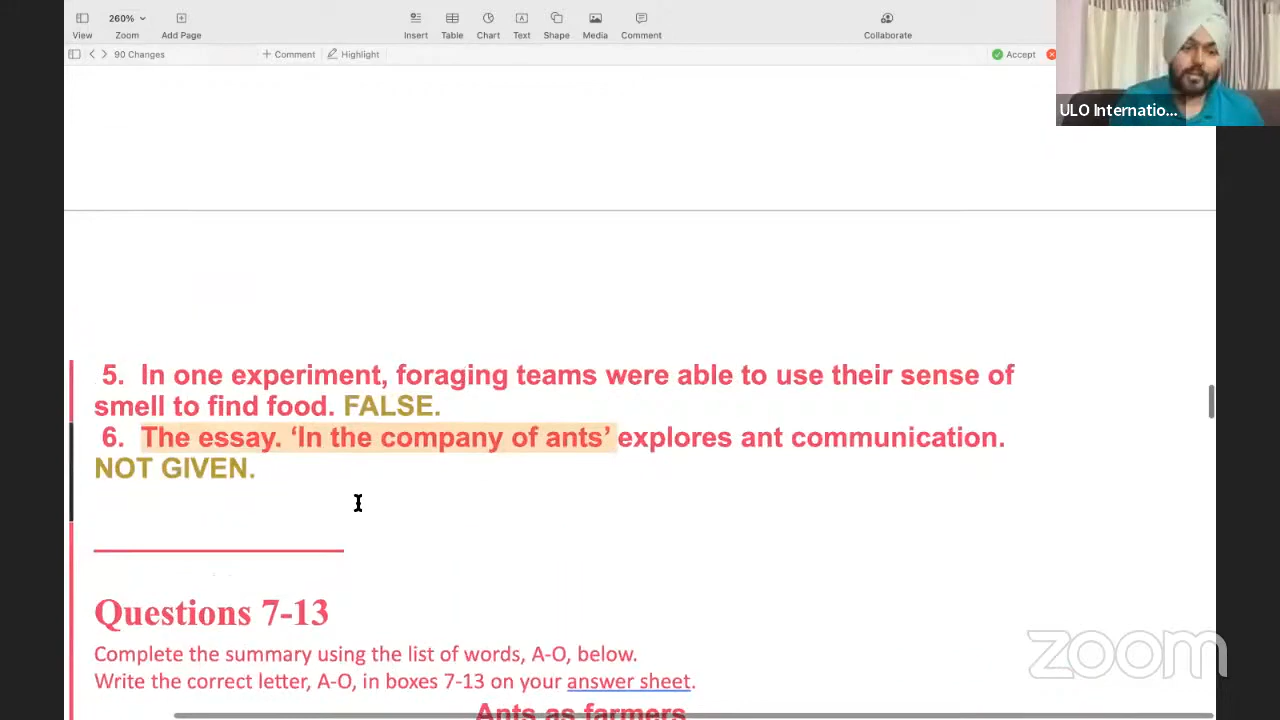 260%
View
Zoom
Add Page
Insert
Table
Chart
Text
Shape
Media
Comment
Collaborate
90 Changes
+ Comment
Highlight
Accept
ULO Internatio...
5. In one experiment, foraging teams were able to use their sense of
smell to find food. FALSE.
6. The essay. ‘In the company of ants’ explores ant communication.
NOT GIVEN.
Questions 7-13
Complete the summary using the list of words, A-O, below.
Write the correct letter, A-O, in boxes 7-13 on your answer sheet.
zoom
Ants as farmers